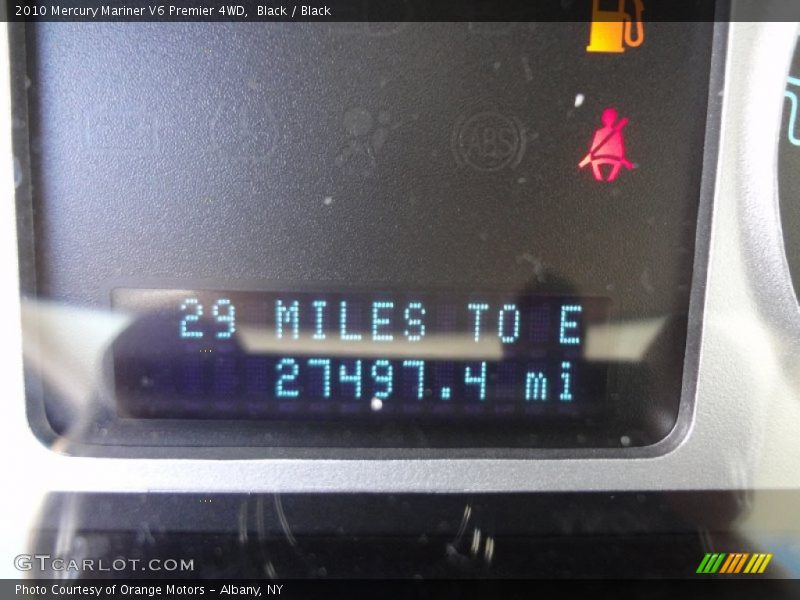 2010 Mercury Mariner V6 Premier 4WD, Black / Black
ABS
29 MILES TO E
27497.4 mi
GTCARLOT.COM
Photo Courtesy of Orange Motors - Albany, NY